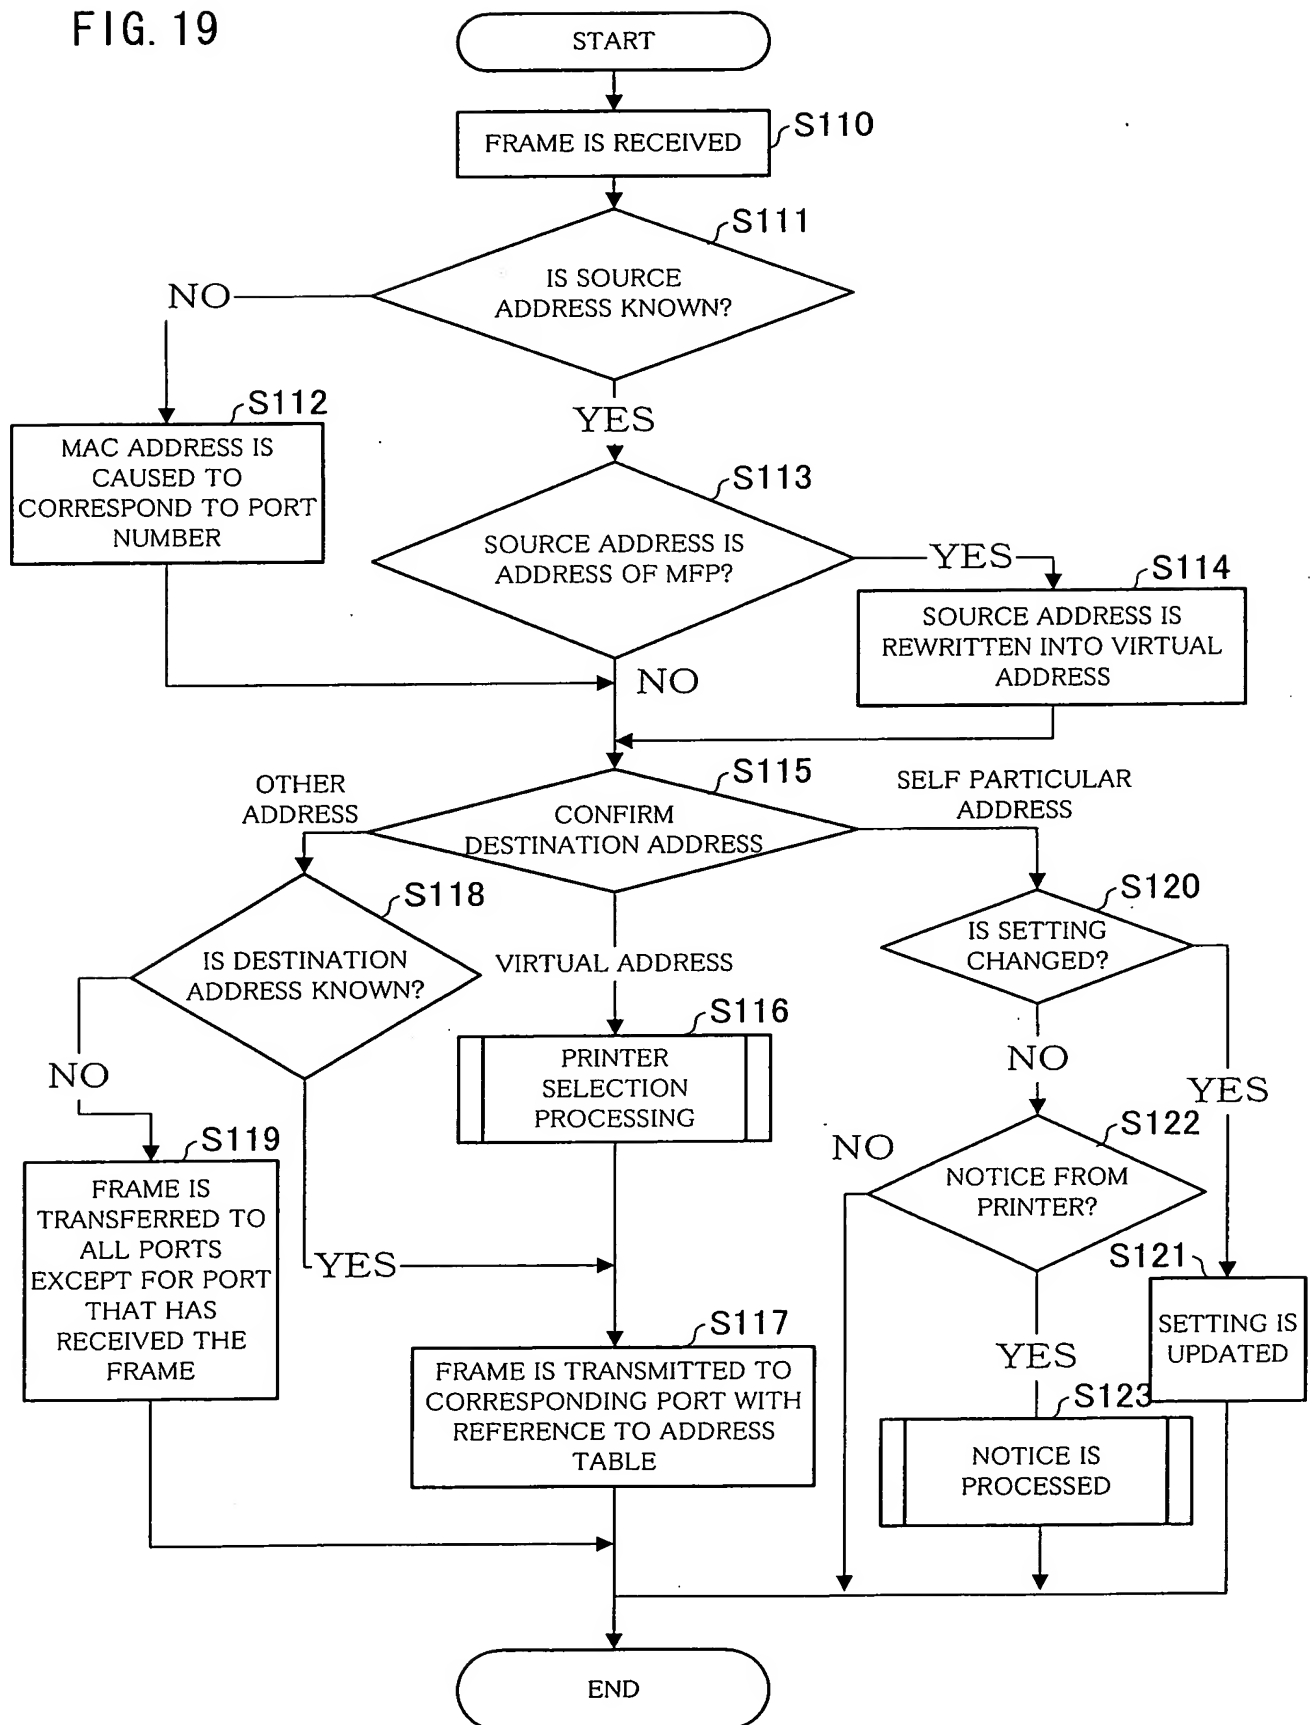 FIG. 19
START
FRAME IS RECEIVED
S110
S111
IS SOURCE
ADDRESS KNOWN?
NO
YES
S112
MAC ADDRESS IS
CAUSED TO
CORRESPOND TO PORT
NUMBER
S113
SOURCE ADDRESS IS
ADDRESS OF MFP?
YES
S114
SOURCE ADDRESS IS
REWRITTEN INTO VIRTUAL
ADDRESS
NO
S115
CONFIRM
DESTINATION ADDRESS
OTHER
ADDRESS
SELF PARTICULAR
ADDRESS
S118
IS DESTINATION
ADDRESS KNOWN?
VIRTUAL ADDRESS
S120
IS SETTING
CHANGED?
S116
PRINTER
SELECTION
PROCESSING
NO
NO
YES
S119
FRAME IS
TRANSFERRED TO
ALL PORTS
EXCEPT FOR PORT
THAT HAS
RECEIVED THE
FRAME
YES
NO
S122
NOTICE FROM
PRINTER?
S121
SETTING IS
UPDATED
S117
FRAME IS TRANSMITTED TO
CORRESPONDING PORT WITH
REFERENCE TO ADDRESS
TABLE
YES
S123
NOTICE IS
PROCESSED
END